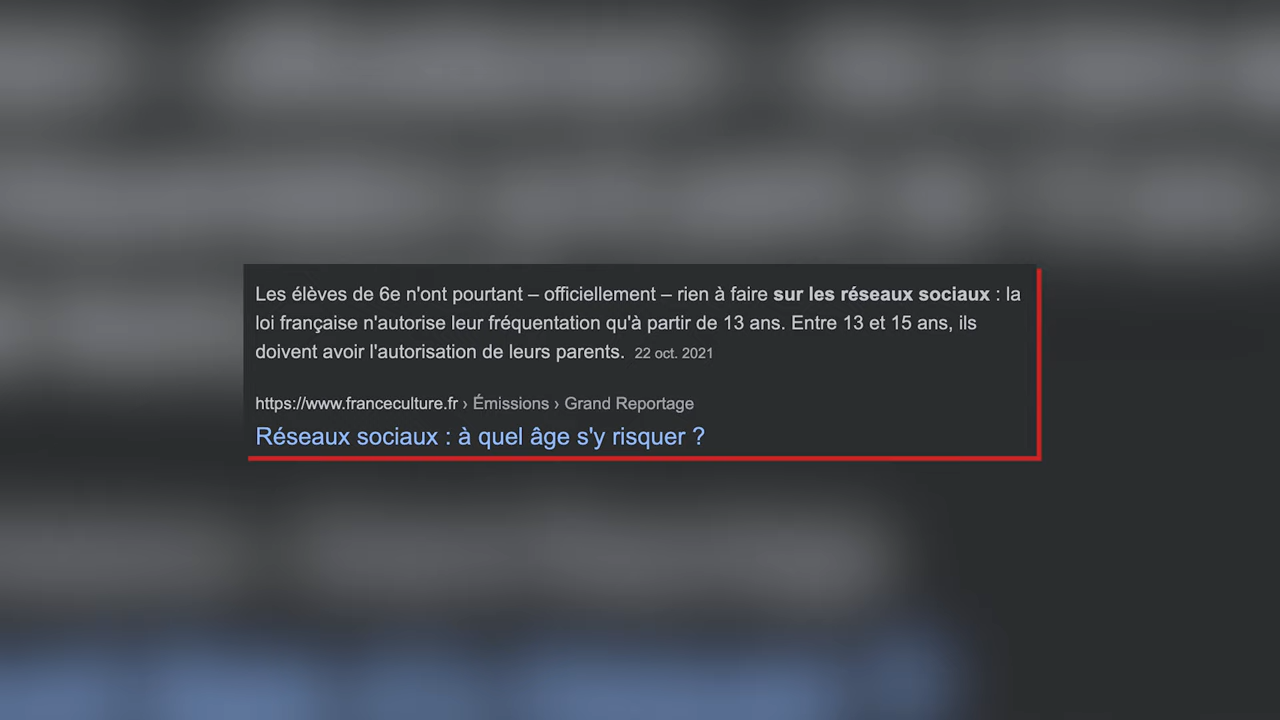 Les élèves de 6e n'ont pourtant – officiellement – rien à faire sur les réseaux sociaux : la
loi française n'autorise leur fréquentation qu'à partir de 13 ans. Entre 13 et 15 ans, ils
doivent avoir l'autorisation de leurs parents. 22 oct. 2021
https://www.franceculture.fr › Émissions › Grand Reportage
Réseaux sociaux : à quel âge s'y risquer ?